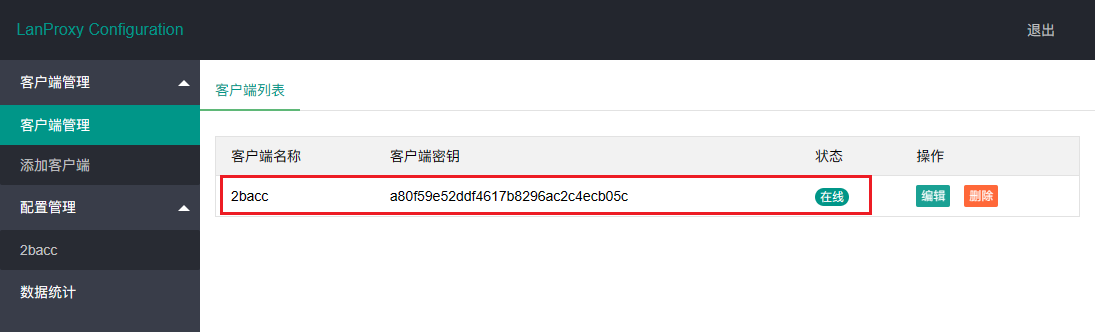 LanProxy Configuration 退出
客户端管理
客户端管理
添加客户端
配置管理
2bacc
数据统计
客户端列表
客户端名称 客户端密钥 状态 操作
2bacc a80f59e52ddf4617b8296ac2c4ecb05c 在线 编辑 删除